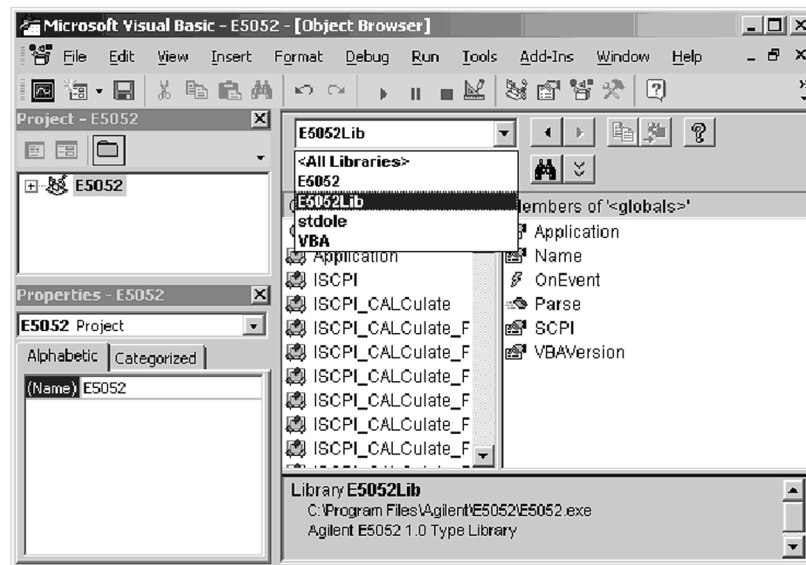 Microsoft Visual Basic - E5052 - [Object Browser]
File Edit View Insert Format Debug Run Tools Add-Ins Window Help
Project - E5052
E5052
Properties - E5052
E5052 Project
Alphabetic Categorized
(Name) E5052
E5052Lib
<All Libraries>
E5052
E5052Lib
stdole
VBA
Application
ISCPI
ISCPI_CALCulate
ISCPI_CALCulate_F
ISCPI_CALCulate_F
ISCPI_CALCulate_F
ISCPI_CALCulate_F
ISCPI_CALCulate_F
ISCPI_CALCulate_F
Members of '<globals>'
Application
Name
OnEvent
Parse
SCPI
VBAVersion
Library E5052Lib
C:\Program Files\Agilent\E5052\E5052.exe
Agilent E5052 1.0 Type Library